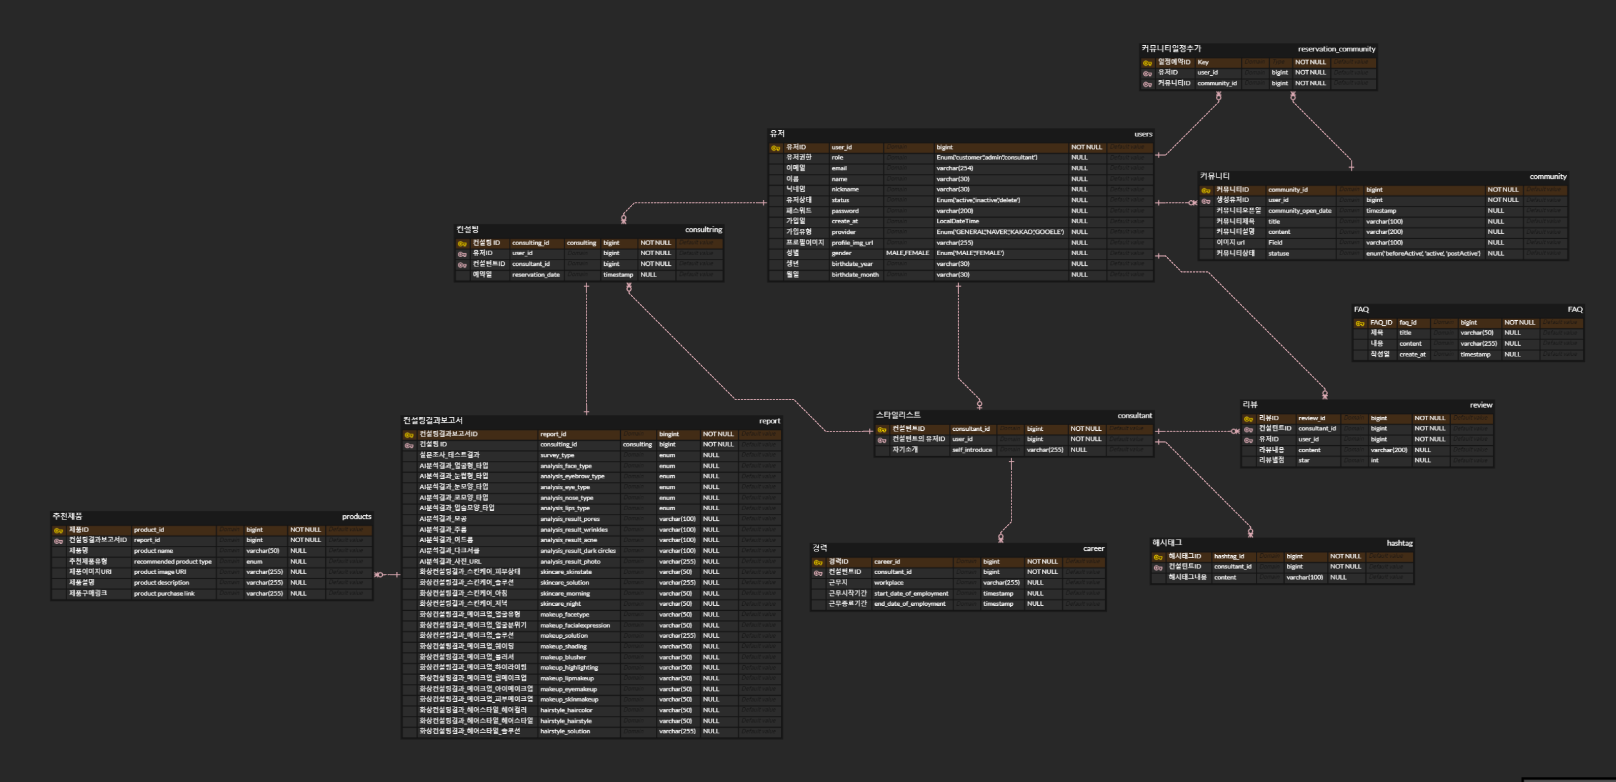 커뮤니티일정추가 reservation_community
일정예약ID Key NOT NULL
유저ID user_id bigint NOT NULL
커뮤니티ID community_id bigint NOT NULL
유저 users
유저ID user_id bigint NOT NULL
유저권한 role Enum('customer','admin','consultant') NULL
이메일 email varchar(254) NULL
이름 name varchar(30) NULL
닉네임 nickname varchar(30) NULL
유저상태 status Enum('active','inactive','delete') NULL
패스워드 password varchar(200) NULL
가입일 create_at LocalDateTime NULL
가입유형 provider Enum('GENERAL','NAVER','KAKAO','GOOELE') NULL
프로필이미지 profile_img_url varchar(255) NULL
성별 gender MALE,FEMALE Enum('MALE','FEMALE') NULL
생년 birthdate_year varchar(30) NULL
월일 birthdate_month varchar(30) NULL
커뮤니티 community
커뮤니티ID community_id bigint NOT NULL
생성유저ID user_id bigint NOT NULL
커뮤니티오픈일 community_open_date timestamp NULL
커뮤니티제목 title varchar(100) NULL
커뮤니티설명 content varchar(200) NULL
이미지 url Field varchar(100) NULL
커뮤니티상태 statuse enum('beforeActive', 'active', 'postActive') NULL
컨설팅 consultring
컨설팅 ID consulting_id consulting bigint NOT NULL
유저ID user_id bigint NOT NULL
컨설턴트ID consultant_id bigint NOT NULL
예약일 reservation_date timestamp NULL
FAQ FAQ
FAQ_ID faq_id bigint NOT NULL
제목 title varchar(50) NULL
내용 content varchar(255) NULL
작성일 create_at timestamp NULL
컨설팅결과보고서 report
컨설팅결과보고서ID report_id bingint NOT NULL
컨설팅 ID consulting_id consulting bigint NOT NULL
설문조사_테스트결과 survey_type enum NULL
AI분석결과_얼굴형_타입 analysis_face_type enum NULL
AI분석결과_눈썹형_타입 analysis_eyebrow_type enum NULL
AI분석결과_눈모양_타입 analysis_eye_type enum NULL
AI분석결과_코모양_타입 analysis_nose_type enum NULL
AI분석결과_입술모양_타입 analysis_lips_type enum NULL
AI분석결과_모공 analysis_result_pores varchar(100) NULL
AI분석결과_주름 analysis_result_wrinkles varchar(100) NULL
AI분석결과_여드름 analysis_result_acne varchar(100) NULL
AI분석결과_다크서클 analysis_result_dark circles varchar(100) NULL
AI분석결과_사진_URL analysis_result_photo varchar(255) NULL
화상컨설팅결과_스킨케어_피부상태 skincare_skinstate varchar(50) NULL
화상컨설팅결과_스킨케어_솔루션 skincare_solution varchar(255) NULL
화상컨설팅결과_스킨케어_아침 skincare_morning varchar(50) NULL
화상컨설팅결과_스킨케어_저녁 skincare_night varchar(50) NULL
화상컨설팅결과_메이크업_얼굴유형 makeup_facetype varchar(50) NULL
화상컨설팅결과_메이크업_얼굴분위기 makeup_facialexpression varchar(50) NULL
화상컨설팅결과_메이크업_솔루션 makeup_solution varchar(255) NULL
화상컨설팅결과_메이크업_쉐이딩 makeup_shading varchar(50) NULL
화상컨설팅결과_메이크업_블러셔 makeup_blusher varchar(50) NULL
화상컨설팅결과_메이크업_하이라이팅 makeup_highlighting varchar(50) NULL
화상컨설팅결과_메이크업_립메이크업 makeup_lipmakeup varchar(50) NULL
화상컨설팅결과_메이크업_아이메이크업 makeup_eyemakeup varchar(50) NULL
화상컨설팅결과_메이크업_피부메이크업 makeup_skinmakeup varchar(50) NULL
화상컨설팅결과_헤어스타일_헤어컬러 hairstyle_haircolor varchar(50) NULL
화상컨설팅결과_헤어스타일_헤어스타일 hairstyle_hairstyle varchar(50) NULL
화상컨설팅결과_헤어스타일_솔루션 hairstyle_solution varchar(255) NULL
스타일리스트 consultant
컨설턴트ID consultant_id bigint NOT NULL
컨설턴트의 유저ID user_id bigint NOT NULL
자기소개 self_introduce varchar(255) NULL
리뷰 review
리뷰ID review_id bigint NOT NULL
컨설턴트ID consultant_id bigint NOT NULL
유저ID user_id bigint NOT NULL
리뷰내용 content varchar(200) NULL
리뷰별점 star int NULL
추천제품 products
제품ID product_id bigint NOT NULL
컨설팅결과보고서ID report_id bigint NOT NULL
제품명 product name varchar(50) NULL
추천제품유형 recommended product type enum NULL
제품이미지URI product image URI varchar(255) NULL
제품설명 product description varchar(255) NULL
제품구매링크 product purchase link varchar(255) NULL
경력 career
경력ID career_id bigint NOT NULL
컨설턴트ID consultant_id bigint NOT NULL
근무지 workplace varchar(255) NULL
근무시작기간 start_date_of_employment timestamp NULL
근무종료기간 end_date_of_employment timestamp NULL
해시태그 hashtag
해시태그ID hashtag_id bigint NOT NULL
컨설턴트ID consultant_id bigint NOT NULL
해시태그내용 content varchar(100) NULL